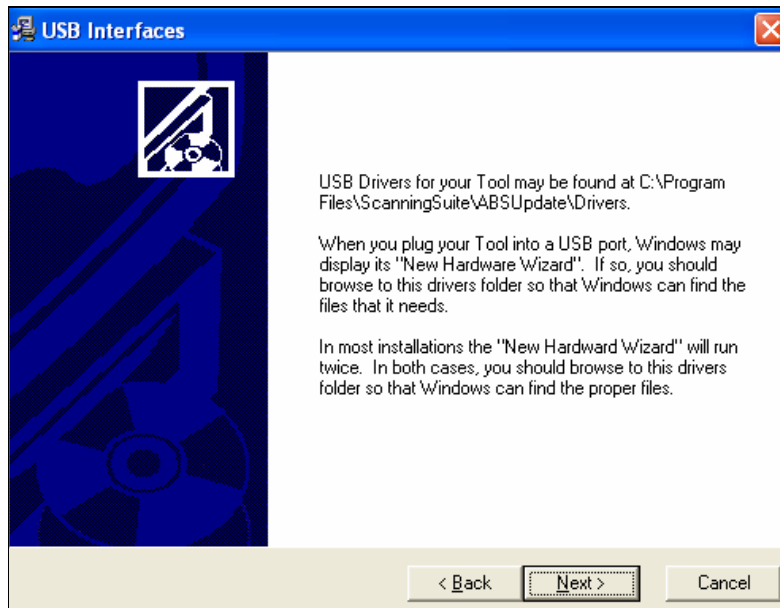 USB Interfaces
USB Drivers for your Tool may be found at C:\Program
Files\ScanningSuite\ABSUpdate\Drivers.
When you plug your Tool into a USB port, Windows may
display its "New Hardware Wizard". If so, you should
browse to this drivers folder so that Windows can find the
files that it needs.
In most installations the "New Hardward Wizard" will run
twice. In both cases, you should browse to this drivers
folder so that Windows can find the proper files.
< Back
Next >
Cancel